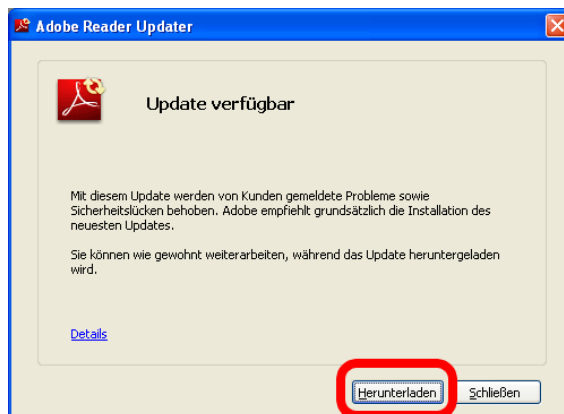 Adobe Reader Updater
Update verfügbar
Mit diesem Update werden von Kunden gemeldete Probleme sowie
Sicherheitslücken behoben. Adobe empfiehlt grundsätzlich die Installation des
neuesten Updates.
Sie können wie gewohnt weiterarbeiten, während das Update heruntergeladen
wird.
Details
Herunterladen
Schließen